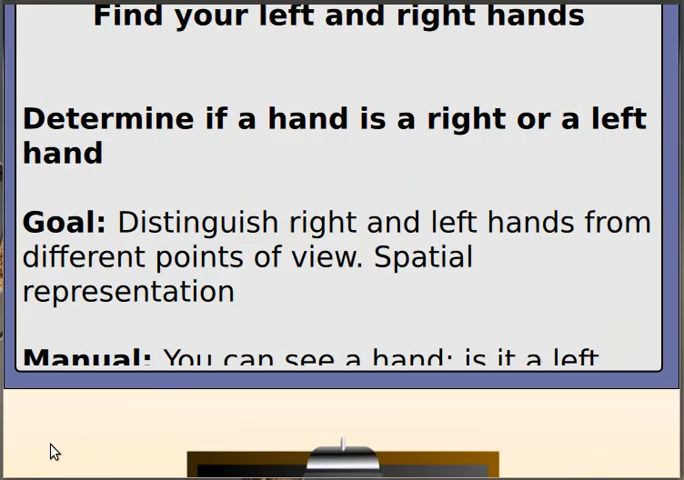 Find your left and right hands
Determine if a hand is a right or a left
hand
Goal: Distinguish right and left hands from
different points of view. Spatial
representation
Manual: You can see a hand: is it a left